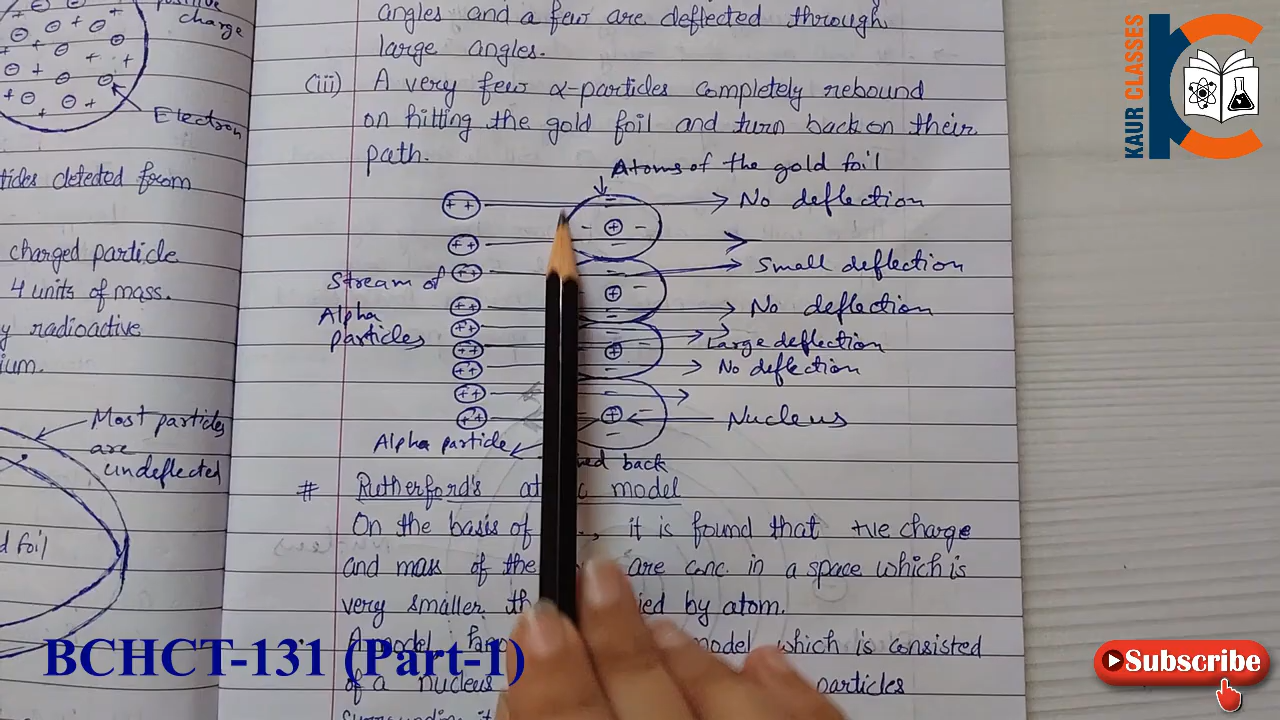 positive
charge
Electron
ticles deteted from
charged particle
4 units of mass.
y radioactive
ium.
Most particles
are
undeflected
d foil
angles and a few are deflected through
large angles.
(iii) A very few α-particles completely rebound
on hitting the gold foil and turn back on their
path.
Atoms of the gold foil
No deflection
Small deflection
Stream of
Alpha
particles
No deflection
Large deflection
No deflection
Nucleus
Alpha particle
back
# Rutherford's model
On the basis of it is found that +ve charge
and mass of the are conc. in a space which is
very smaller by atom.
A model model which is consisted
of a nucleus particles
surrounding it
KAUR CLASSES
BCHCT-131 (Part-1)
Subscribe